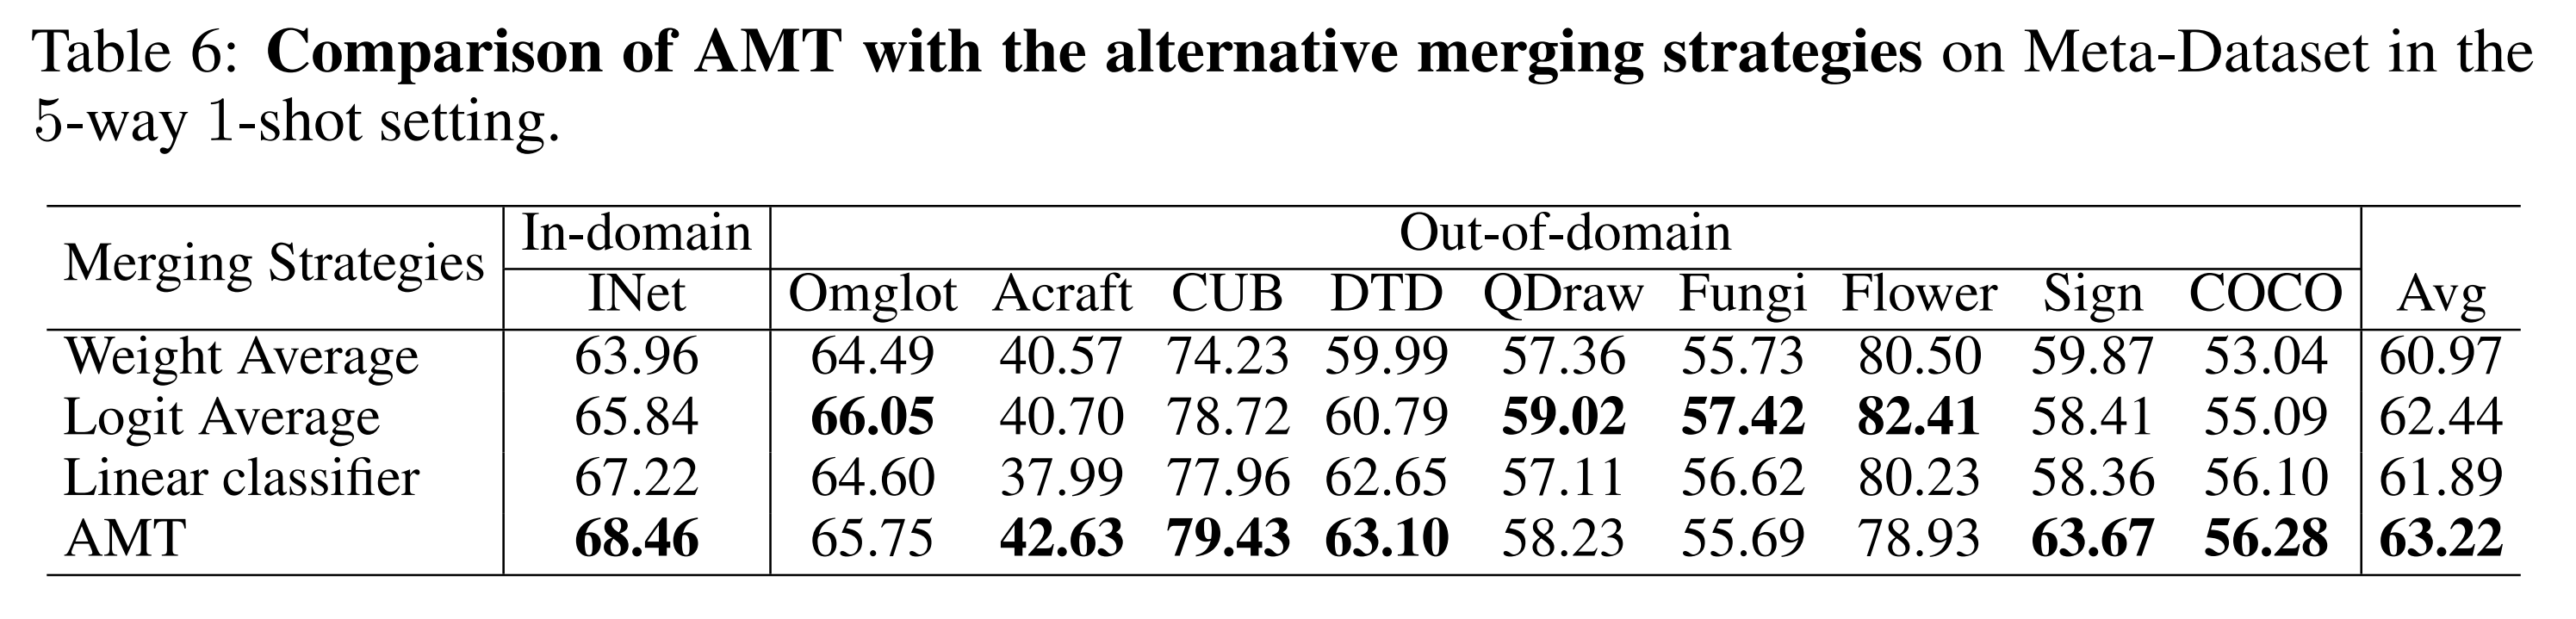 Table 6: Comparison of AMT with the alternative merging strategies on Meta-Dataset in the
5-way 1-shot setting.
Merging Strategies In-domain Out-of-domain
INet Omglot Acraft CUB DTD QDraw Fungi Flower Sign COCO Avg
Weight Average 63.96 64.49 40.57 74.23 59.99 57.36 55.73 80.50 59.87 53.04 60.97
Logit Average 65.84 66.05 40.70 78.72 60.79 59.02 57.42 82.41 58.41 55.09 62.44
Linear classifier 67.22 64.60 37.99 77.96 62.65 57.11 56.62 80.23 58.36 56.10 61.89
AMT 68.46 65.75 42.63 79.43 63.10 58.23 55.69 78.93 63.67 56.28 63.22